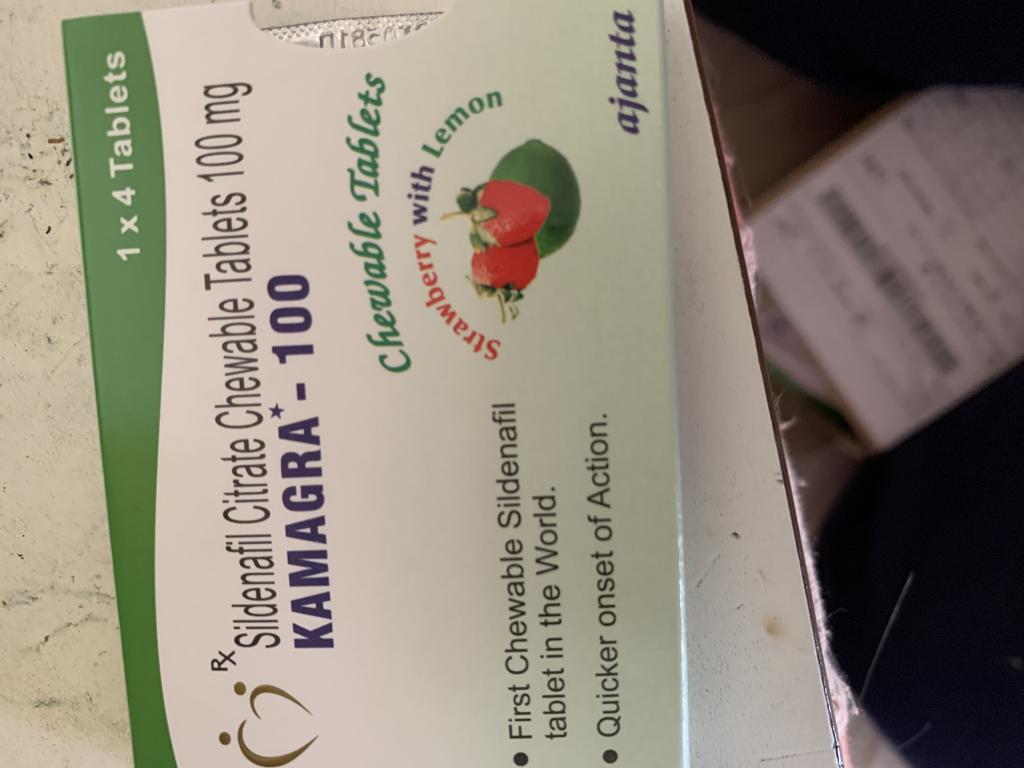 1 x 4 Tablets
Rx
Sildenafil Citrate Chewable Tablets 100 mg
KAMAGRA* - 100
Chewable Tablets
Strawberry with Lemon
• First Chewable Sildenafil
tablet in the World.
• Quicker onset of Action.
ajanta